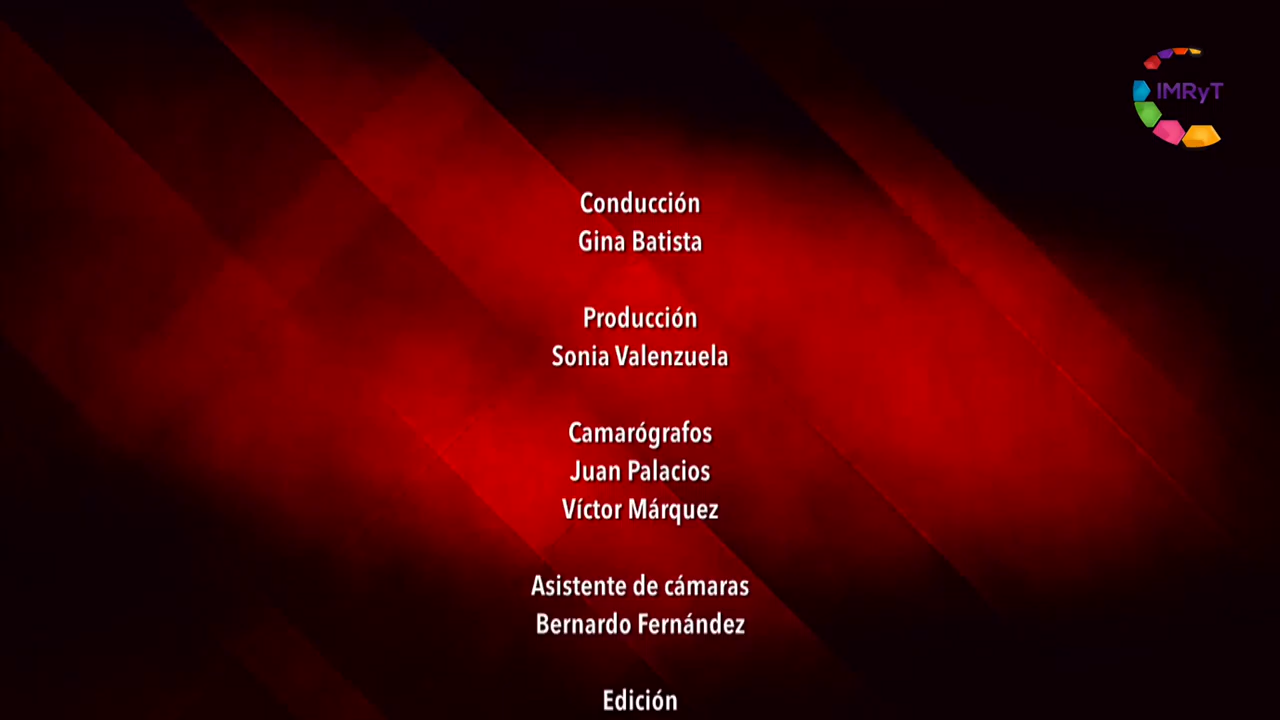 IMRyT
Conducción
Gina Batista
Producción
Sonia Valenzuela
Camarógrafos
Juan Palacios
Víctor Márquez
Asistente de cámaras
Bernardo Fernández
Edición